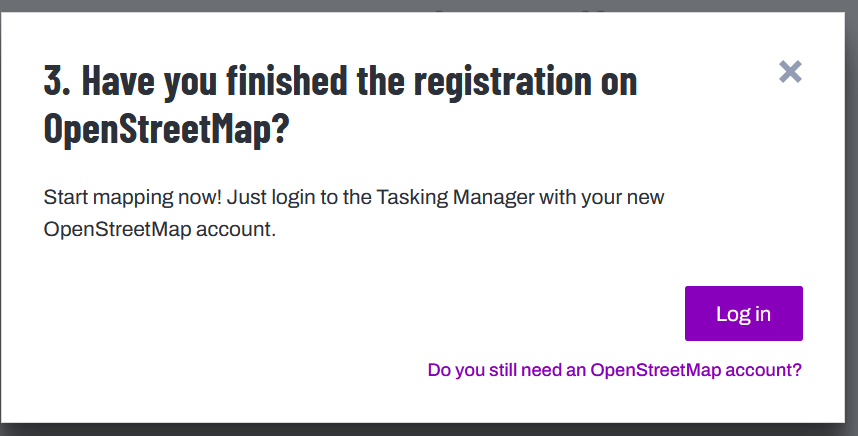 3. Have you finished the registration on
OpenStreetMap?
Start mapping now! Just login to the Tasking Manager with your new
OpenStreetMap account.
Log in
Do you still need an OpenStreetMap account?